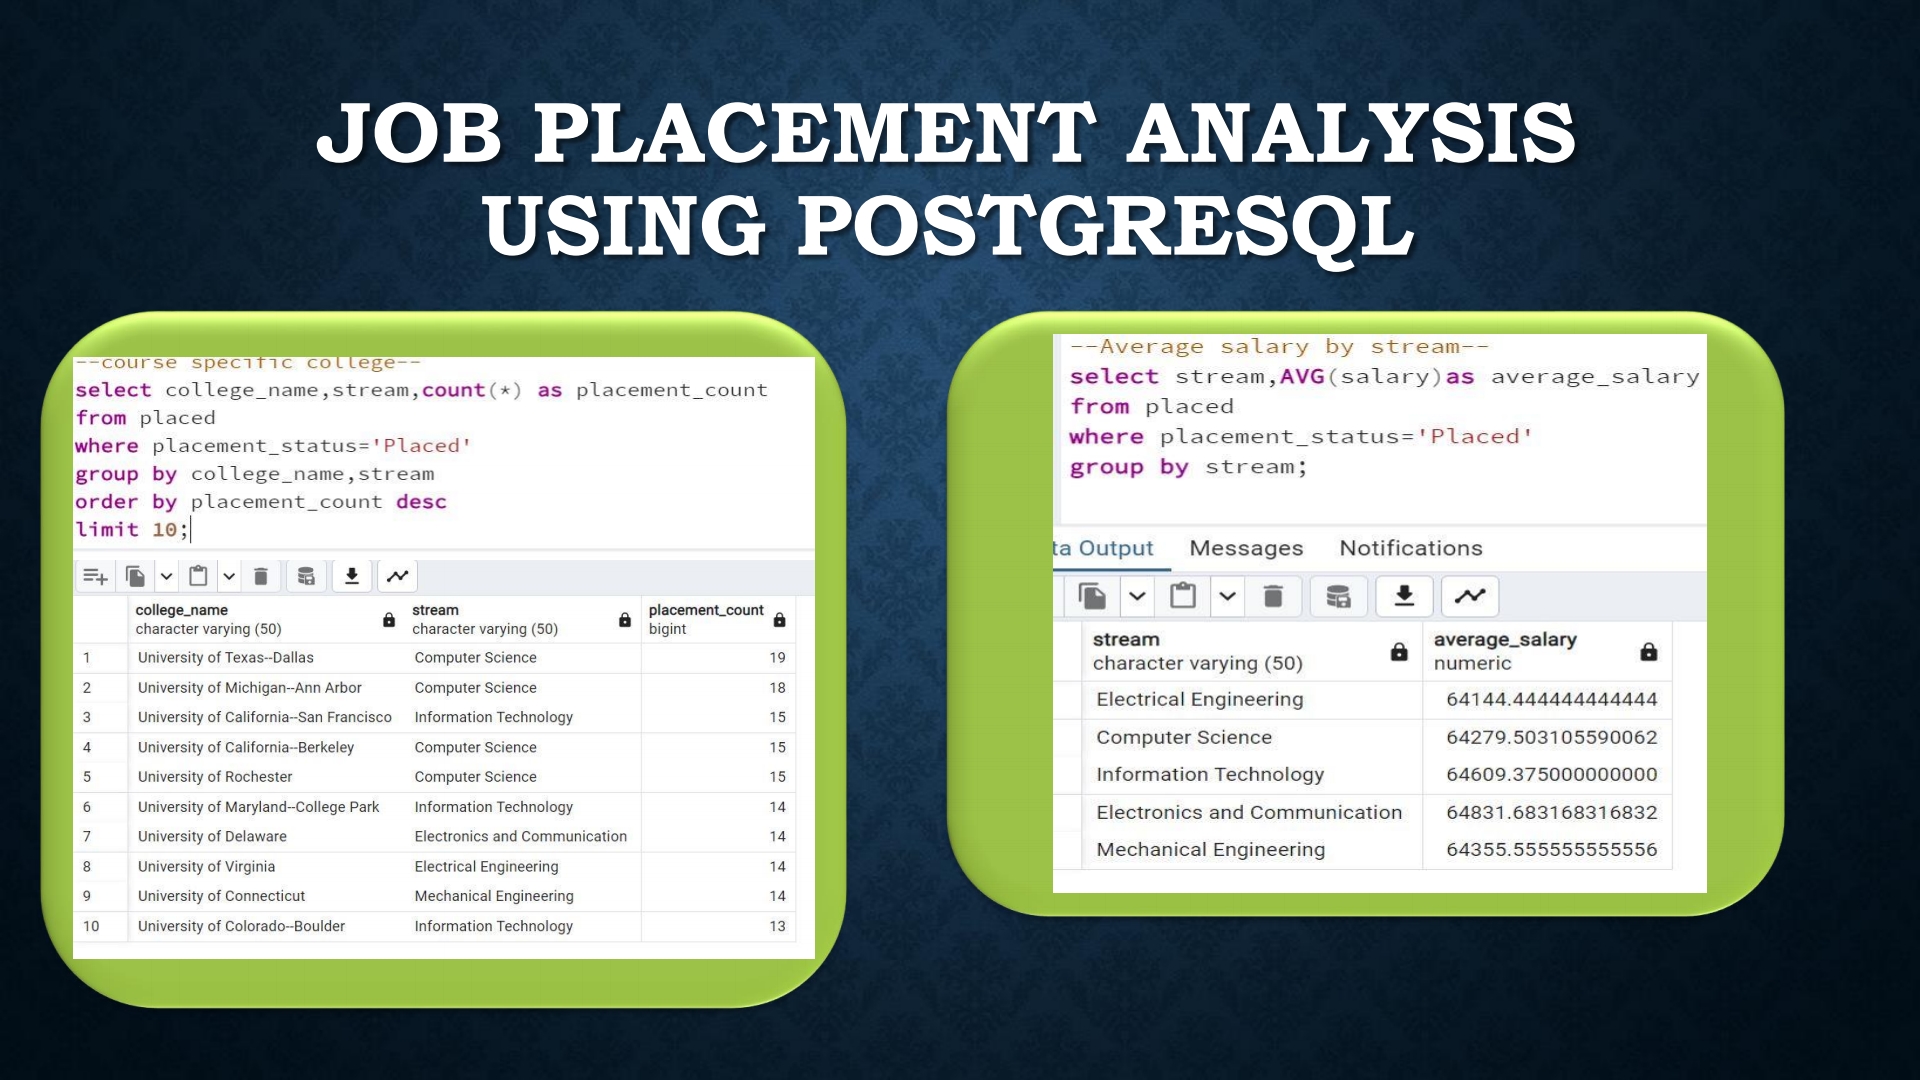 JOB PLACEMENT ANALYSIS
USING POSTGRESQL
--course specific college--
select college_name,stream,count(*) as placement_count
from placed
where placement_status='Placed'
group by college_name,stream
order by placement_count desc
limit 10;
college_name stream placement_count
character varying (50) character varying (50) bigint
1 University of Texas--Dallas Computer Science 19
2 University of Michigan--Ann Arbor Computer Science 18
3 University of California--San Francisco Information Technology 15
4 University of California--Berkeley Computer Science 15
5 University of Rochester Computer Science 15
6 University of Maryland--College Park Information Technology 14
7 University of Delaware Electronics and Communication 14
8 University of Virginia Electrical Engineering 14
9 University of Connecticut Mechanical Engineering 14
10 University of Colorado--Boulder Information Technology 13
--Average salary by stream--
select stream,AVG(salary)as average_salary
from placed
where placement_status='Placed'
group by stream;
ta Output Messages Notifications
stream average_salary
character varying (50) numeric
Electrical Engineering 64144.444444444444
Computer Science 64279.503105590062
Information Technology 64609.375000000000
Electronics and Communication 64831.683168316832
Mechanical Engineering 64355.555555555556